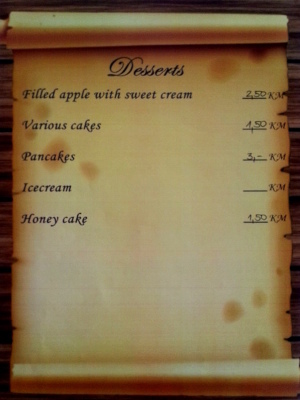 Desserts
Filled apple with sweet cream 2,50 KM
Various cakes 1,50 KM
Pancakes 3,- KM
Icecream ____ KM
Honey cake 1,50 KM